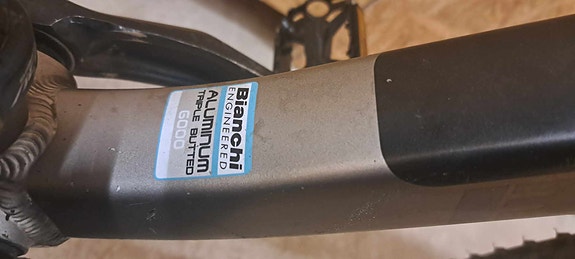 Bianchi
ENGINEERED
ALUMINUM
TRIPLE BUTTED
6000